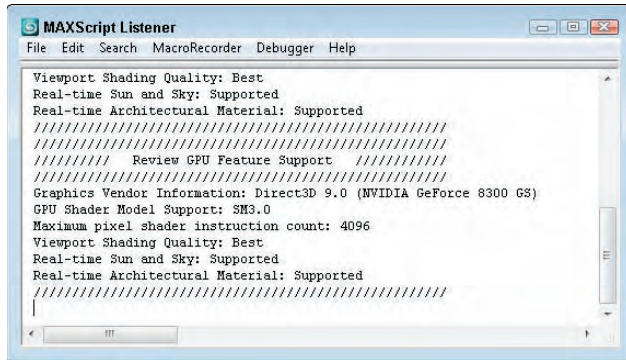 MAXScript Listener
File Edit Search MacroRecorder Debugger Help
Viewport Shading Quality: Best
Real-time Sun and Sky: Supported
Real-time Architectural Material: Supported
//////////////////////////////////////////////////////
//////////////////////////////////////////////////////
////////// Review GPU Feature Support ////////////
//////////////////////////////////////////////////////
Graphics Vendor Information: Direct3D 9.0 (NVIDIA GeForce 8300 GS)
GPU Shader Model Support: SM3.0
Maximum pixel shader instruction count: 4096
Viewport Shading Quality: Best
Real-time Sun and Sky: Supported
Real-time Architectural Material: Supported
//////////////////////////////////////////////////////